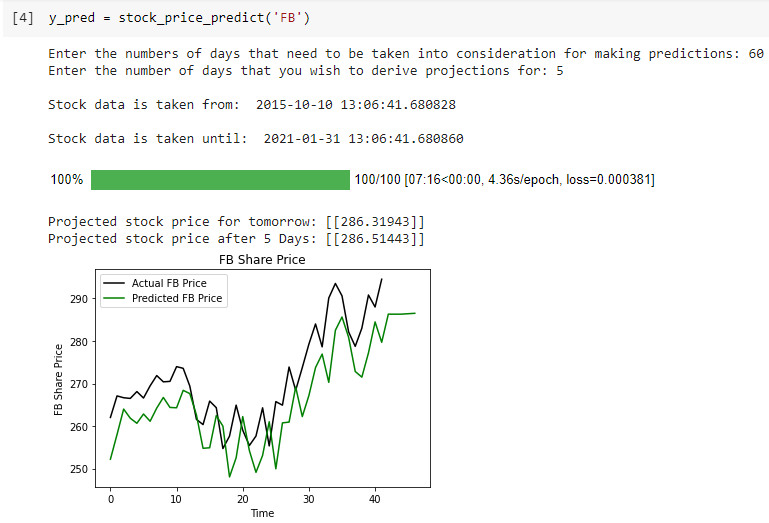 [4] y_pred = stock_price_predict('FB')
Enter the numbers of days that need to be taken into consideration for making predictions: 60
Enter the number of days that you wish to derive projections for: 5
Stock data is taken from:  2015-10-10 13:06:41.680828
Stock data is taken until:  2021-01-31 13:06:41.680860
100% 100/100 [07:16<00:00, 4.36s/epoch, loss=0.000381]
Projected stock price for tomorrow: [[286.31943]]
Projected stock price after 5 Days: [[286.51443]]
FB Share Price
Actual FB Price
Predicted FB Price
290
280
270
260
250
FB Share Price
0 10 20 30 40
Time